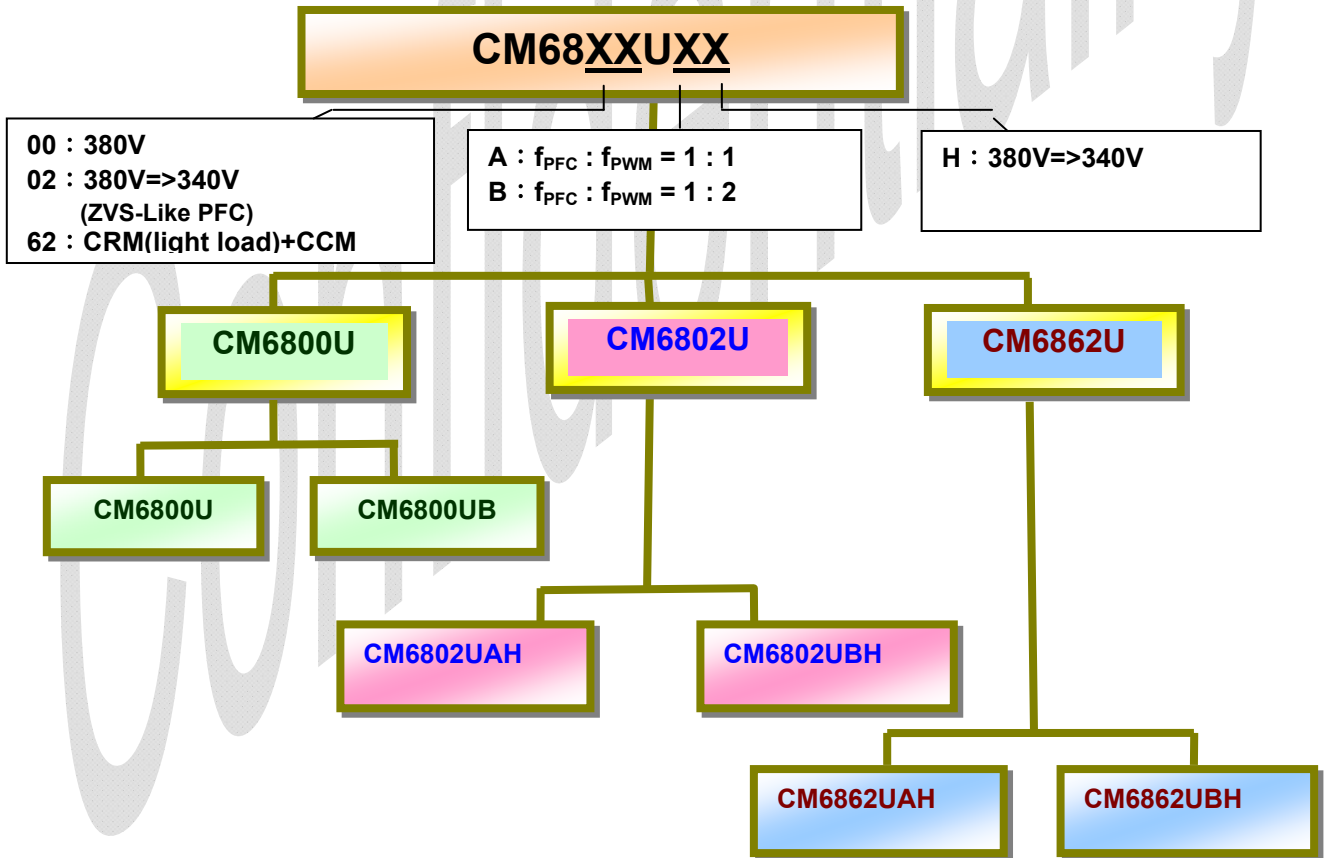 CM68XXUXX
00：380V
02：380V=>340V
(ZVS-Like PFC)
62：CRM(light load)+CCM
A：fPFC : fPWM = 1 : 1
B：fPFC : fPWM = 1 : 2
H：380V=>340V
CM6800U
CM6802U
CM6862U
CM6800U
CM6800UB
CM6802UAH
CM6802UBH
CM6862UAH
CM6862UBH